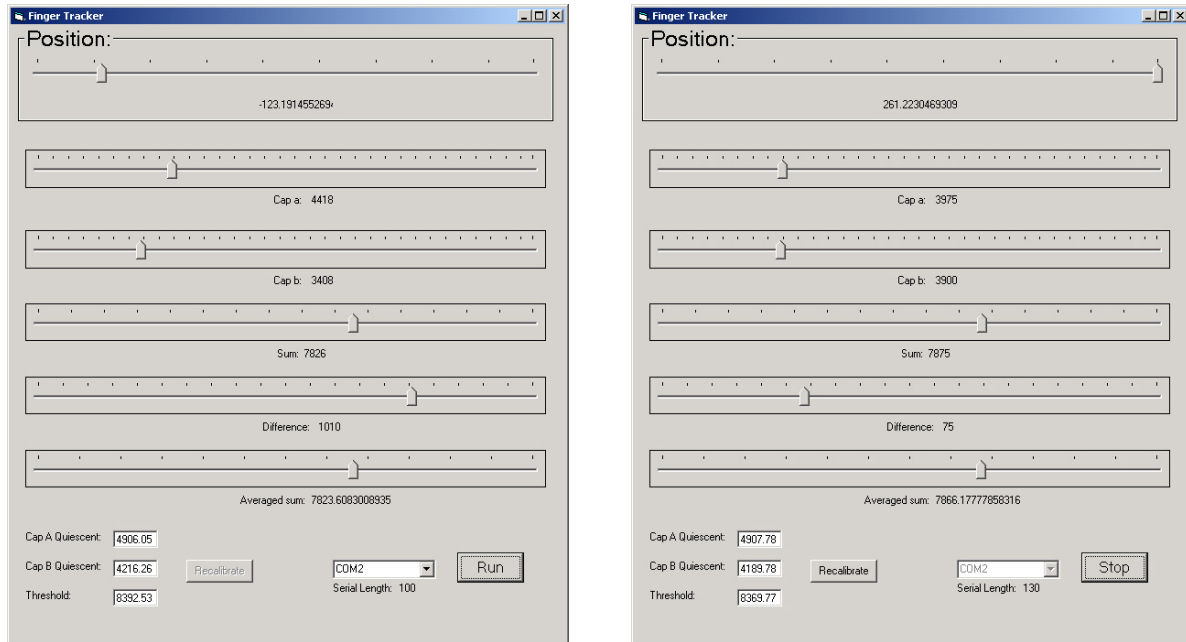 Finger Tracker
Position:
-123.191455269
Cap a: 4418
Cap b: 3408
Sum: 7826
Difference: 1010
Averaged sum: 7823.6083008935
Cap A Quiescent: 4906.05
Cap B Quiescent: 4216.26
Recalibrate
COM2
Run
Serial Length: 100
Threshold: 8392.53
Finger Tracker
Position:
261.2230469309
Cap a: 3975
Cap b: 3900
Sum: 7875
Difference: 75
Averaged sum: 7866.17777858316
Cap A Quiescent: 4907.78
Cap B Quiescent: 4189.78
Recalibrate
COM2
Stop
Serial Length: 130
Threshold: 8369.77